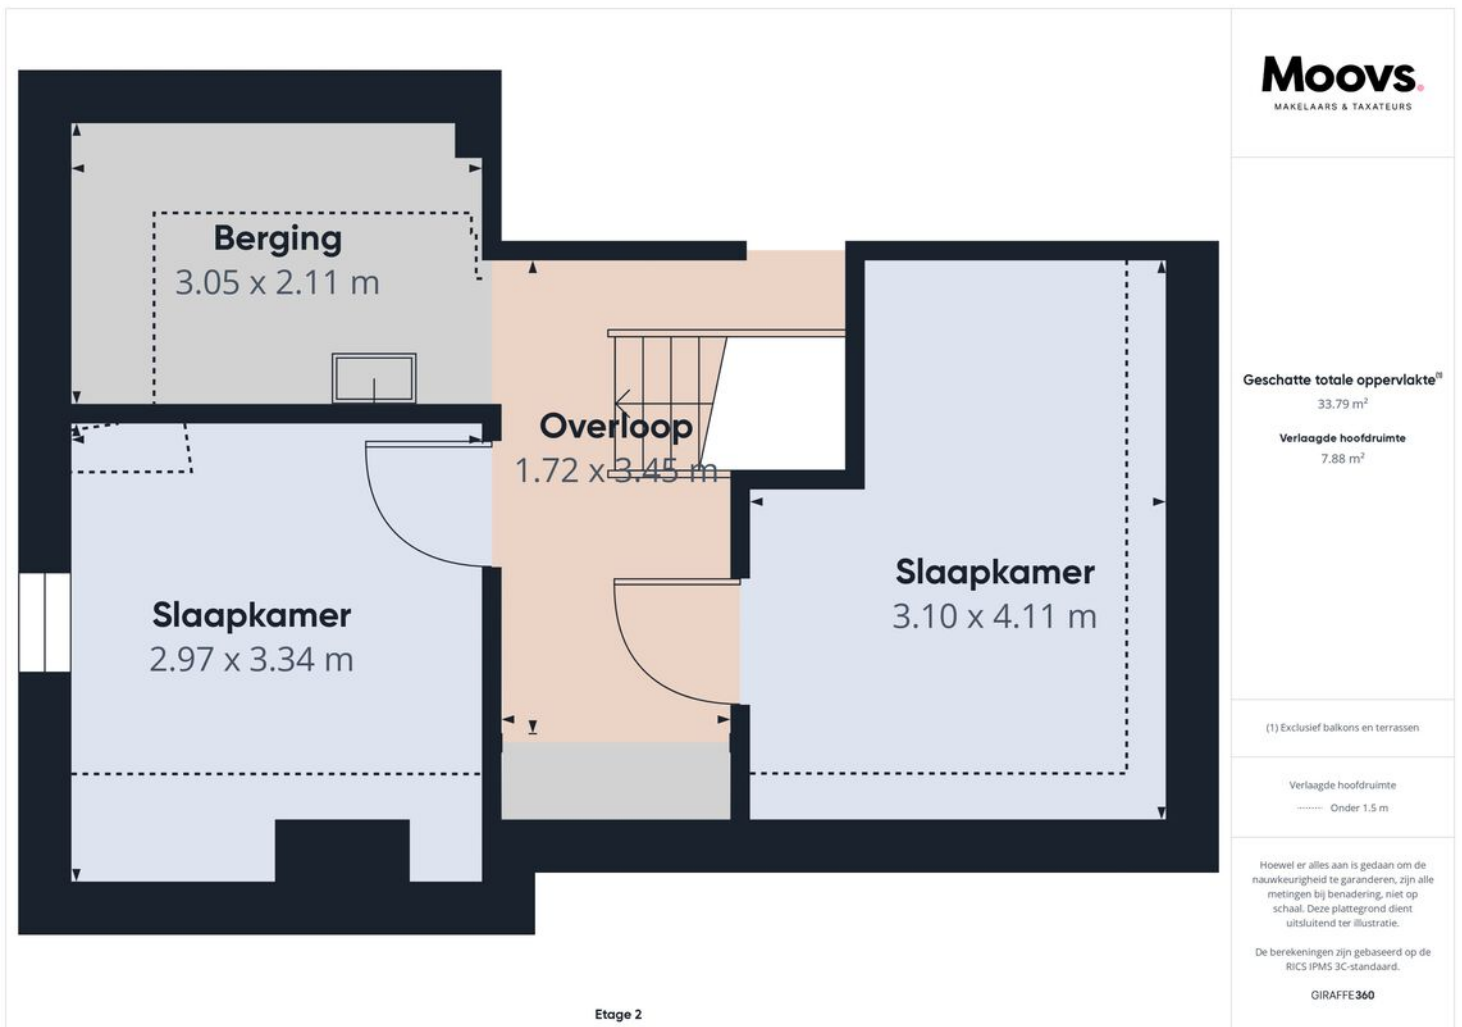 Moovs.
MAKELAARS & TAXATEURS
Berging
3.05 x 2.11 m
Overloop
1.72 x 3.45 m
Slaapkamer
3.10 x 4.11 m
Slaapkamer
2.97 x 3.34 m
Etage 2
Geschatte totale oppervlakte(1)
33.79 m²
Verlaagde hoofdruimte
7.88 m²
(1) Exclusief balkons en terrassen
Verlaagde hoofdruimte
Onder 1.5 m
Hoewel er alles aan is gedaan om de
nauwkeurigheid te garanderen, zijn alle
metingen bij benadering, niet op
schaal. Deze plattegrond dient
uitsluitend ter illustratie.
De berekeningen zijn gebaseerd op de
RICS IPMS 3C-standaard.
GIRAFFE360